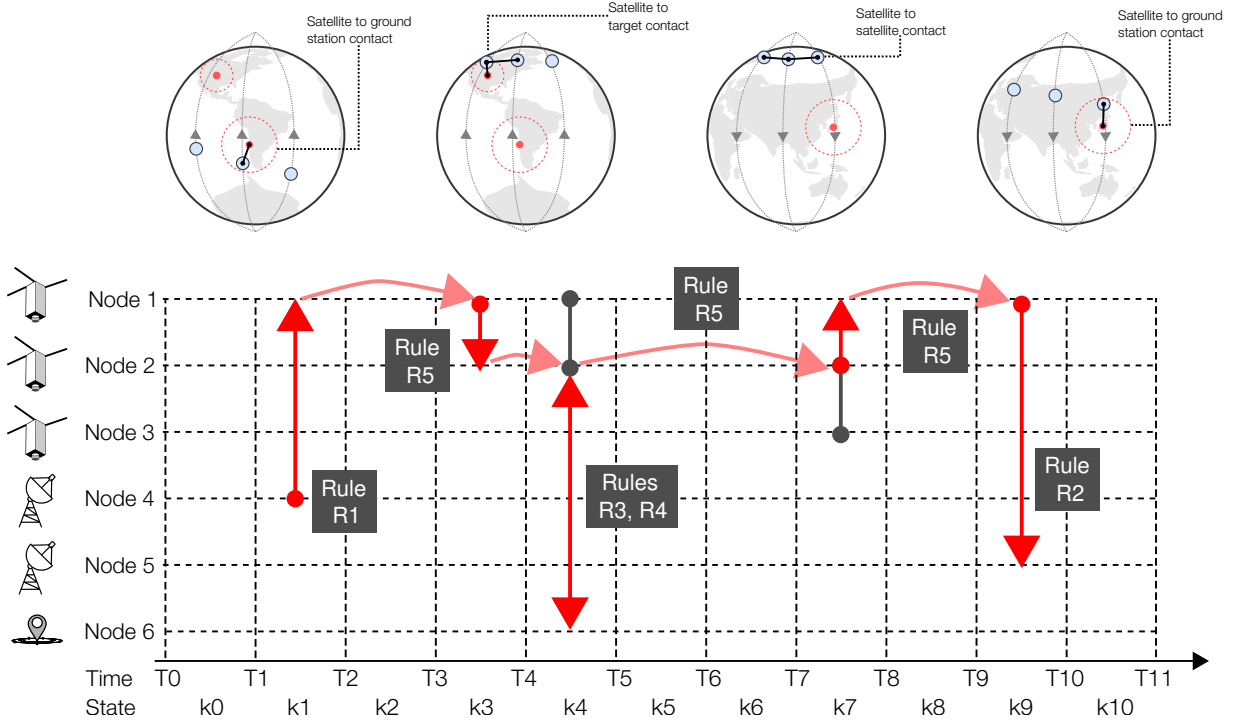 Satellite to ground
station contact
Satellite to
target contact
Satellite to
satellite contact
Satellite to ground
station contact
Node 1
Node 2
Node 3
Node 4
Node 5
Node 6
Rule
R1
Rule
R5
Rules
R3, R4
Rule
R5
Rule
R5
Rule
R2
Time T0 T1 T2 T3 T4 T5 T6 T7 T8 T9 T10 T11
State k0 k1 k2 k3 k4 k5 k6 k7 k8 k9 k10